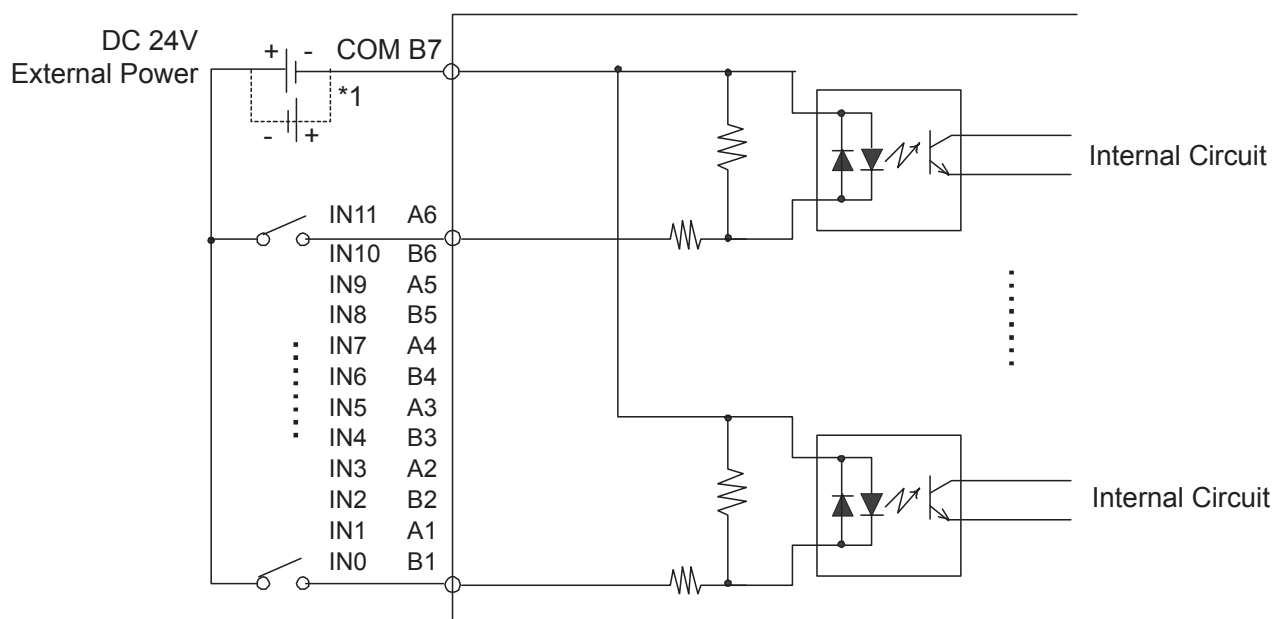 DC 24V
External Power
+ -
COM B7
*1
- +
Internal Circuit
IN11 A6
IN10 B6
IN9 A5
IN8 B5
IN7 A4
IN6 B4
IN5 A3
IN4 B3
IN3 A2
IN2 B2
IN1 A1
IN0 B1
Internal Circuit